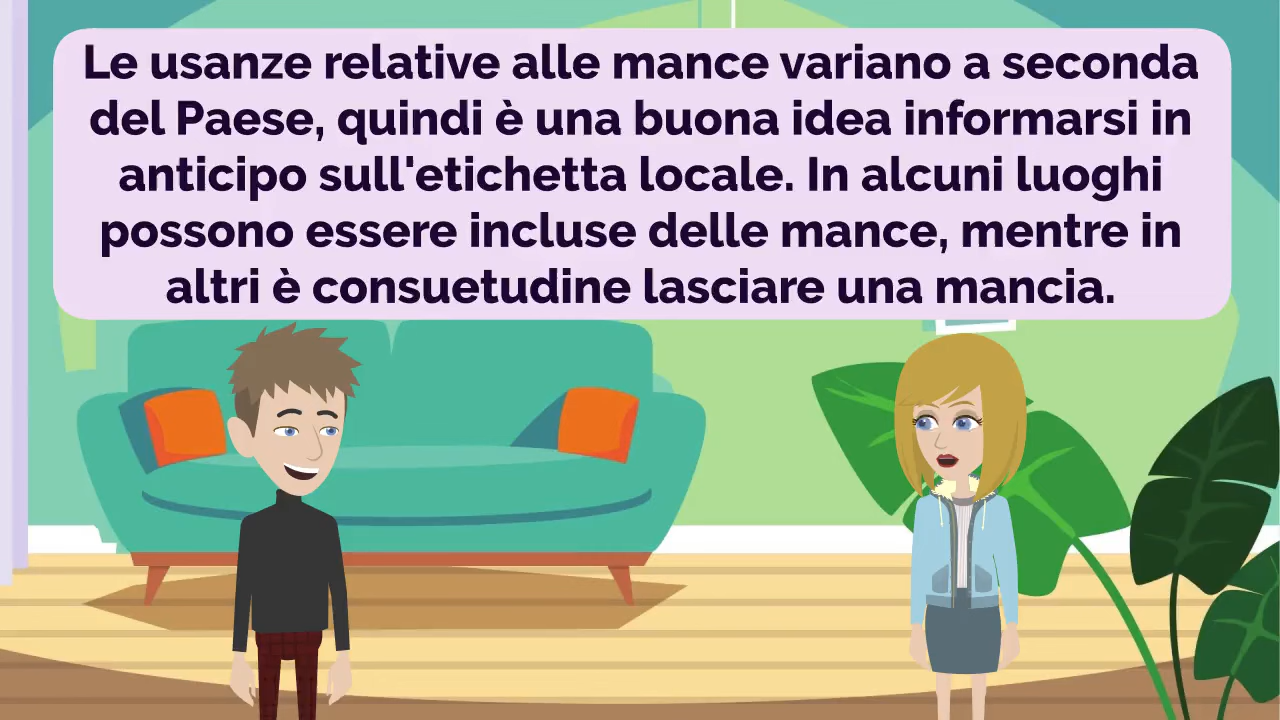 Le usanze relative alle mance variano a seconda
del Paese, quindi è una buona idea informarsi in
anticipo sull'etichetta locale. In alcuni luoghi
possono essere incluse delle mance, mentre in
altri è consuetudine lasciare una mancia.